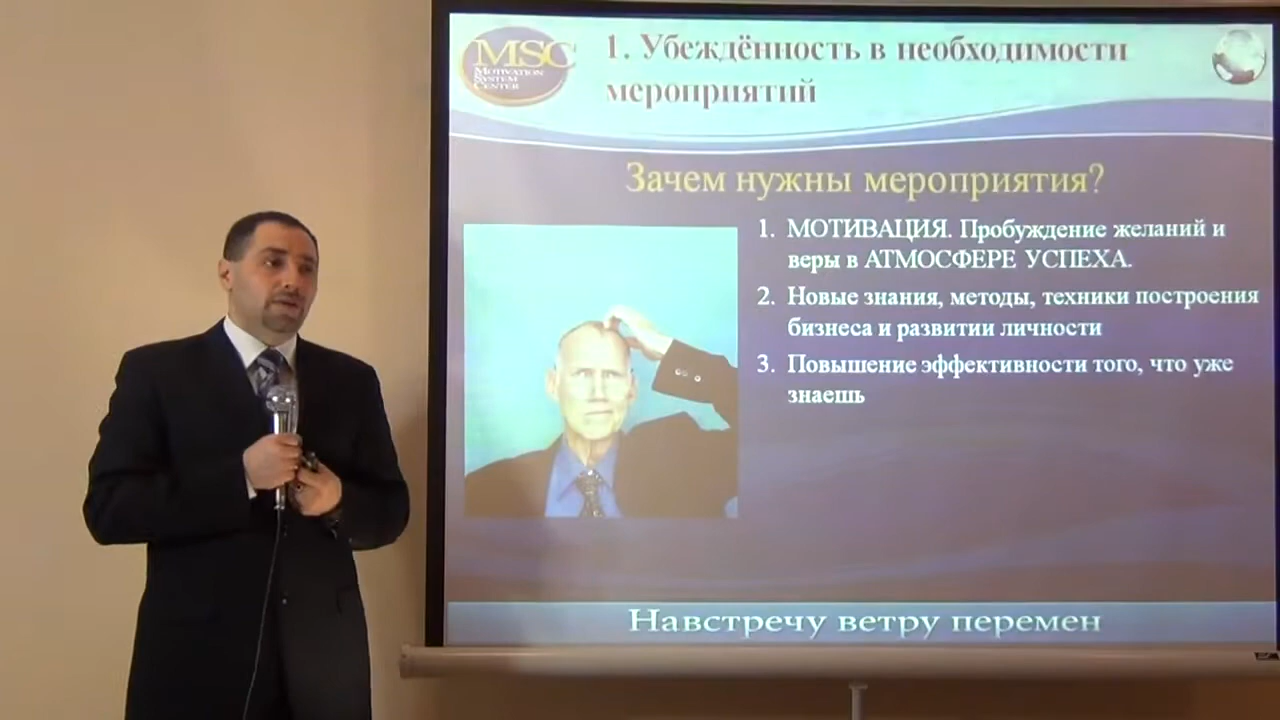 MSC
MOTIVATION
SYSTEM
CENTER
1. Убеждённость в необходимости
мероприятий
Зачем нужны мероприятия?
1. МОТИВАЦИЯ. Пробуждение желаний и
веры в АТМОСФЕРЕ УСПЕХА.
2. Новые знания, методы, техники построения
бизнеса и развитии личности
3. Повышение эффективности того, что уже
знаешь
Навстречу ветру перемен